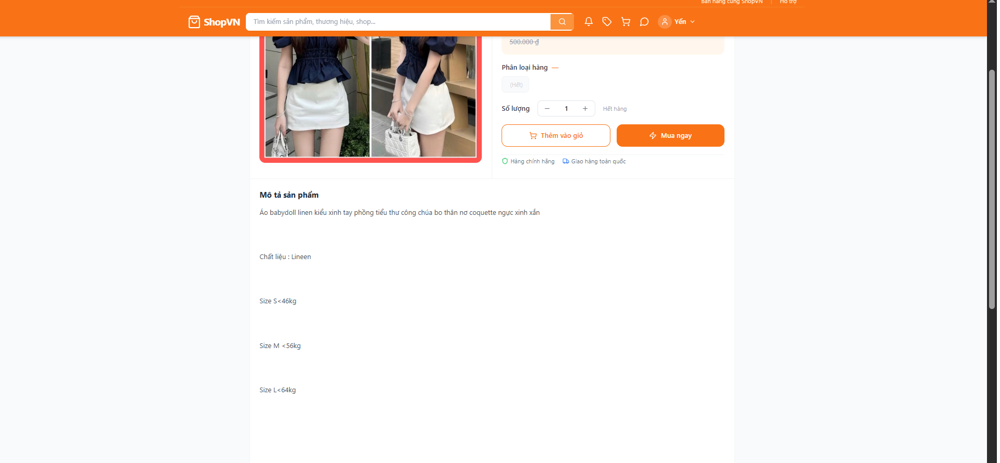 Bán hàng cùng ShopVN | Hỗ trợ
ShopVN
Tìm kiếm sản phẩm, thương hiệu, shop...
Yến
500.000 ₫
Phân loại hàng —
(Hết)
Số lượng
− 1 +
Hết hàng
Thêm vào giỏ
Mua ngay
Hàng chính hãng
Giao hàng toàn quốc
Mô tả sản phẩm
Áo babydoll linen kiểu xinh tay phồng tiểu thư công chúa bo thân nơ coquette ngực xinh xắn
Chất liệu : Lineen
Size S<46kg
Size M <56kg
Size L<64kg